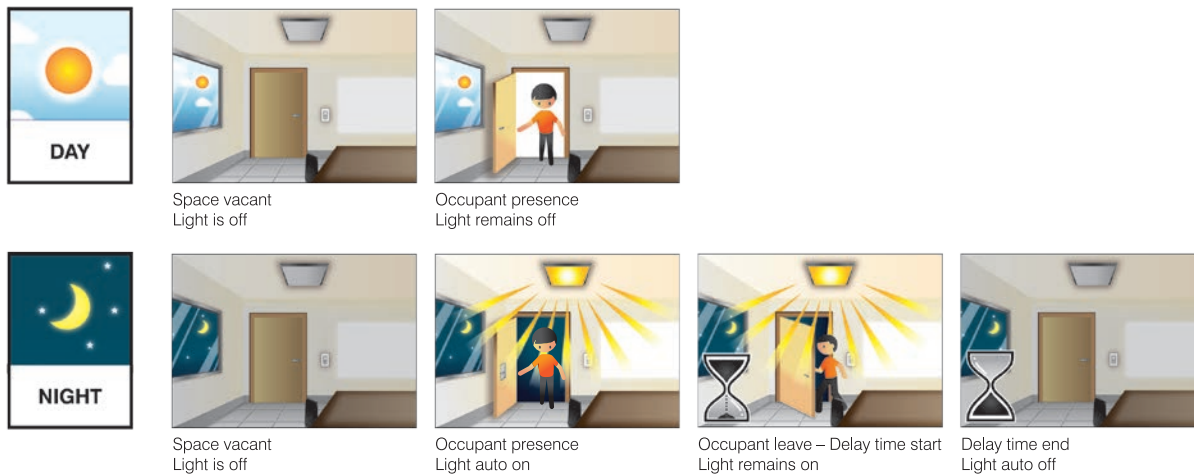 DAY
Space vacant
Light is off
Occupant presence
Light remains off
NIGHT
Space vacant
Light is off
Occupant presence
Light auto on
Occupant leave – Delay time start
Light remains on
Delay time end
Light auto off